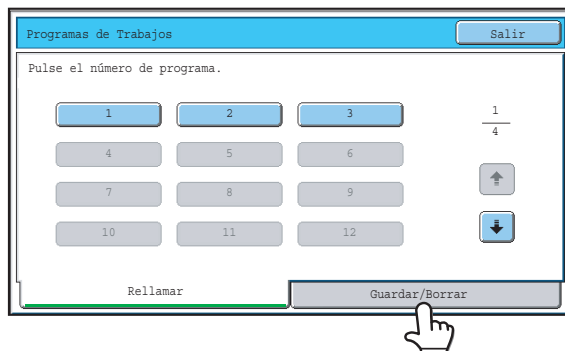 Programas de Trabajos
Salir
Pulse el número de programa.
1 2 3
4 5 6
7 8 9
10 11 12
1
4
Rellamar
Guardar/Borrar